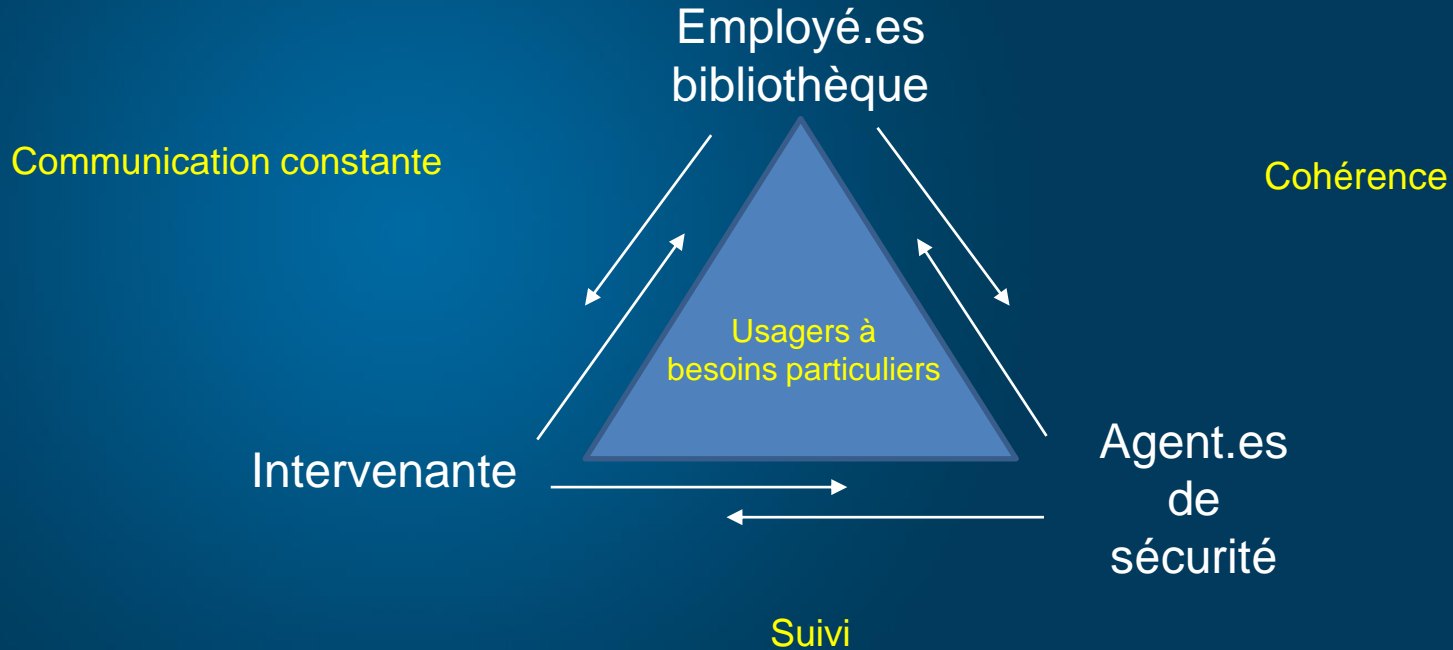 Employé.es
bibliothèque
Communication constante
Cohérence
Usagers à
besoins particuliers
Intervenante
Agent.es
de
sécurité
Suivi